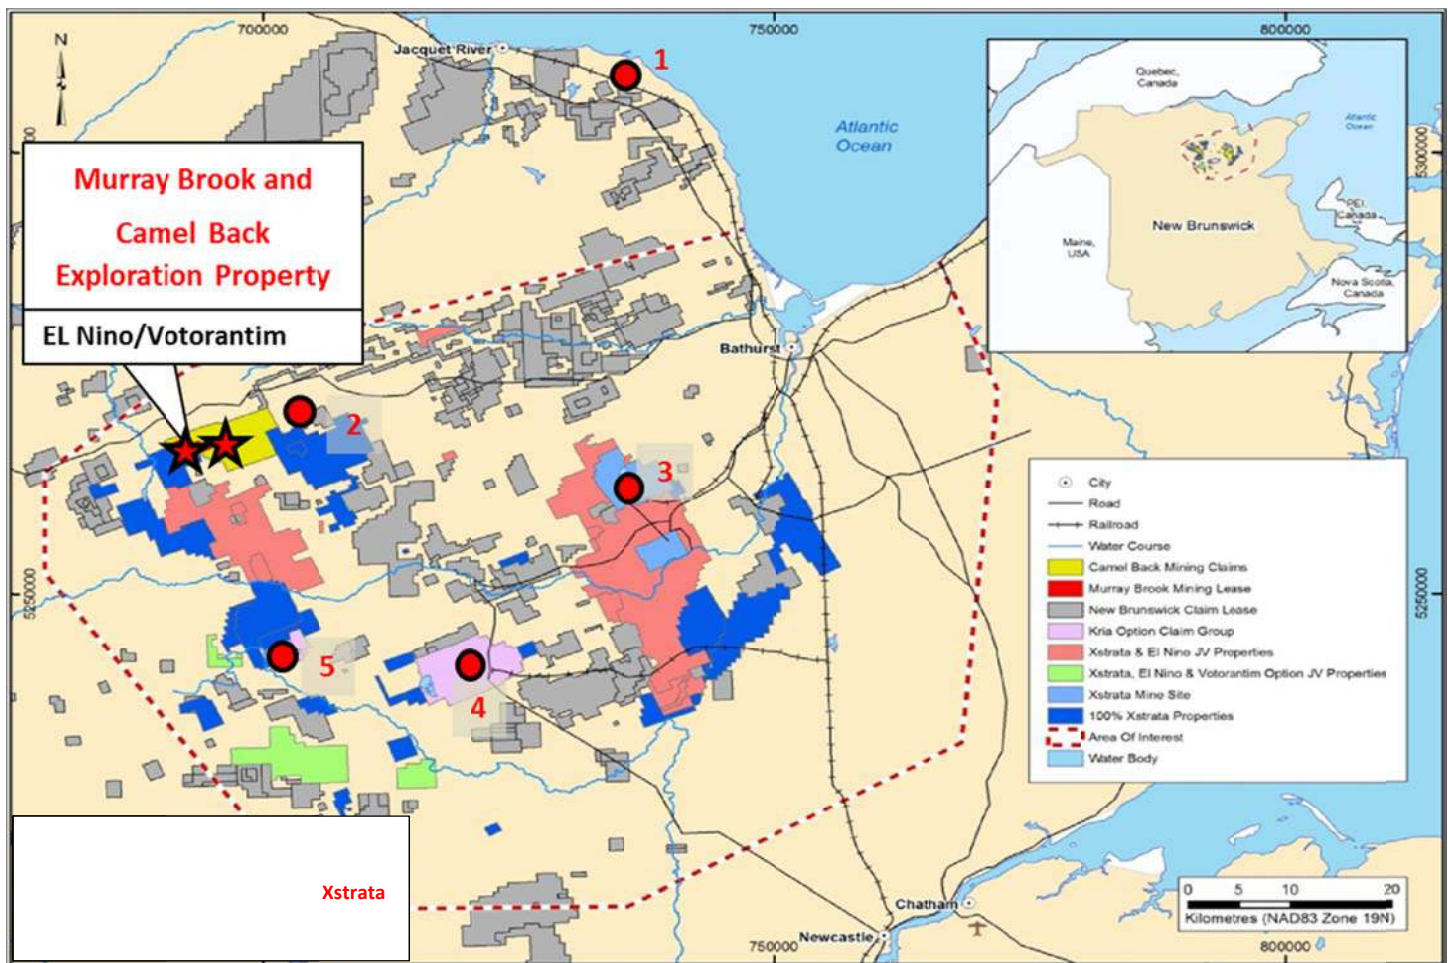 700000
750000
800000
N
Jacquet River
1
Atlantic
Ocean
5300000
Murray Brook and
Camel Back
Exploration Property
EL Nino/Votorantim
Quebec,
Canada
Atlantic
Ocean
PEI,
Canada
New Brunswick
Maine,
USA
Nova Scota,
Canada
5300000
Bathurst
2
3
City
Road
Railroad
Water Course
Camel Back Mining Claims
Murray Brook Mining Lease
New Brunswick Claim Lease
Kria Option Claim Group
Xstrata & El Nino JV Properties
Xstrata, El Nino & Votorantim Option JV Properties
Xstrata Mine Site
100% Xstrata Properties
Area Of Interest
Water Body
5250000
5250000
5
4
Xstrata
Chatham
Newcastle
0 5 10 20
Kilometres (NAD83 Zone 19N)
750000
800000